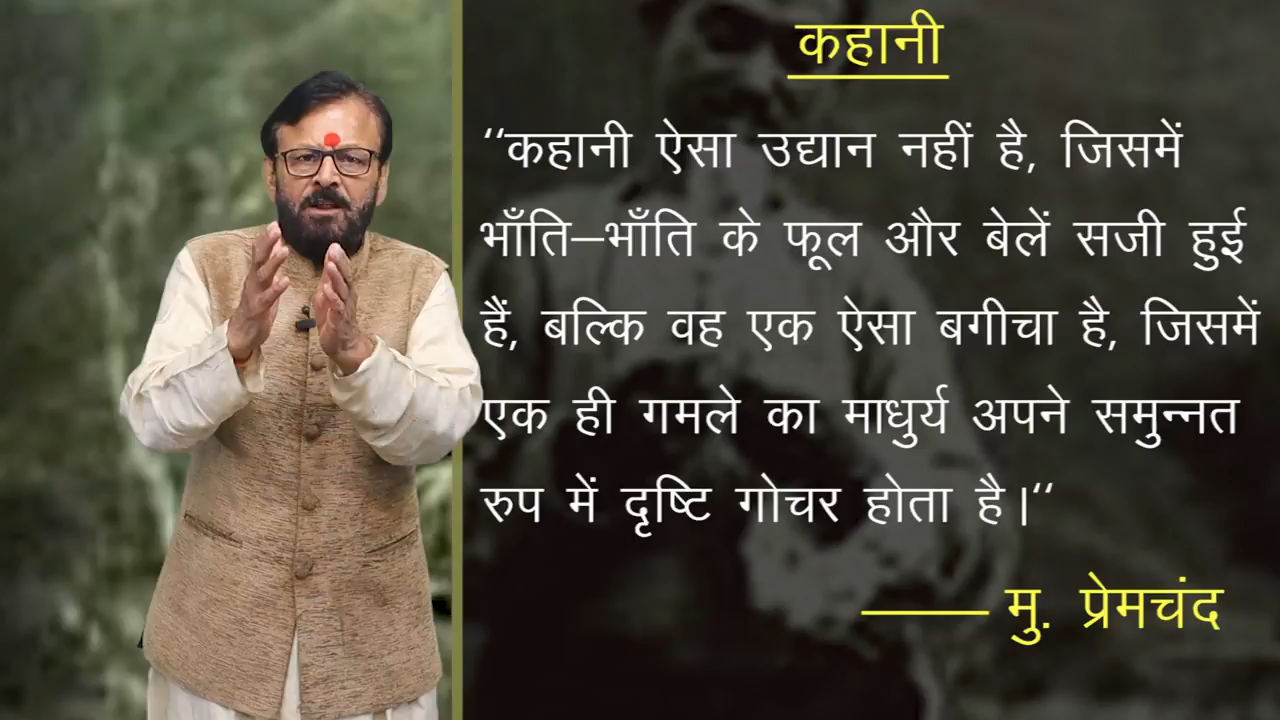 कहानी
‘‘कहानी ऐसा उद्यान नहीं है, जिसमें
भाँति–भाँति के फूल और बेलें सजी हुई
हैं, बल्कि वह एक ऐसा बगीचा है, जिसमें
एक ही गमले का माधुर्य अपने समुन्नत
रुप में दृष्टि गोचर होता है।‘‘
—— मु. प्रेमचंद